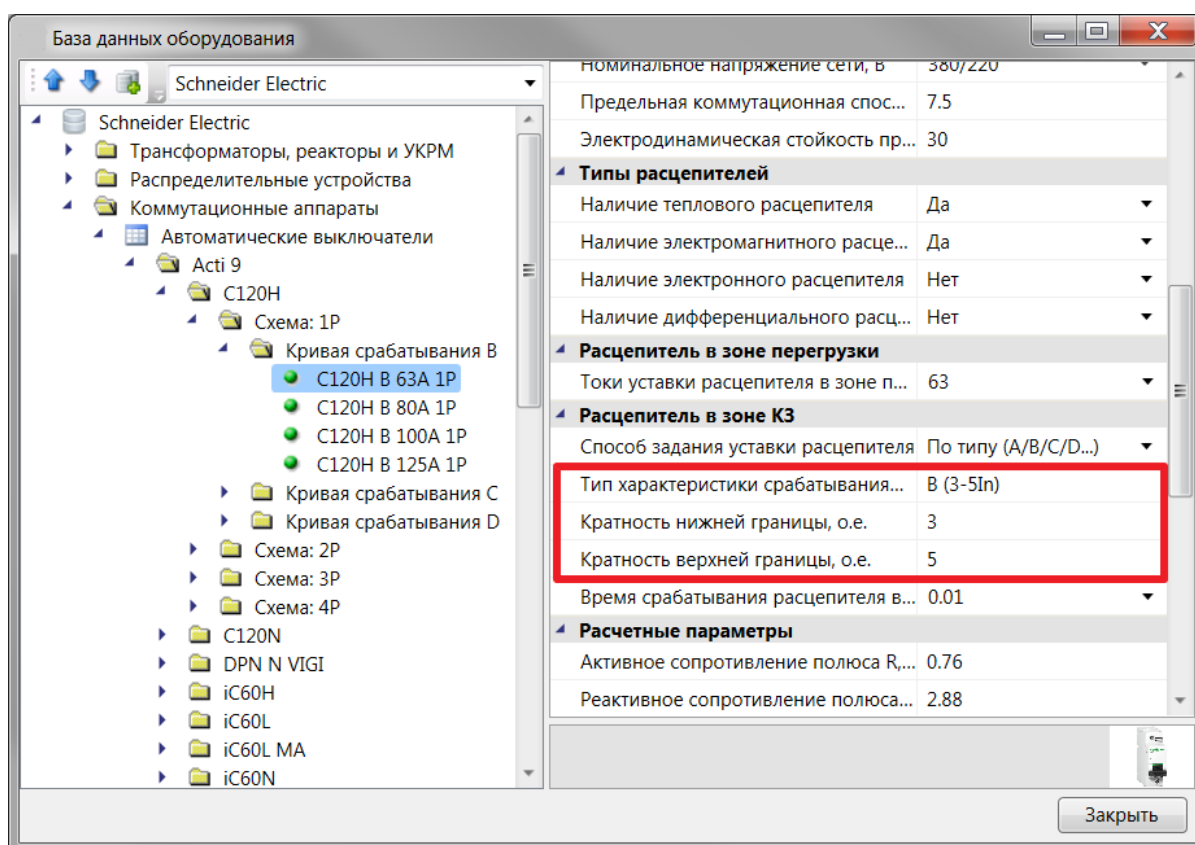 База данных оборудования
Schneider Electric
Schneider Electric
Трансформаторы, реакторы и УКРМ
Распределительные устройства
Коммутационные аппараты
Автоматические выключатели
Acti 9
C120H
Схема: 1P
Кривая срабатывания B
C120H B 63A 1P
C120H B 80A 1P
C120H B 100A 1P
C120H B 125A 1P
Кривая срабатывания C
Кривая срабатывания D
Схема: 2P
Схема: 3P
Схема: 4P
C120N
DPN N VIGI
iC60H
iC60L
iC60L MA
iC60N
Номинальное напряжение сети, В 380/220
Предельная коммутационная спос... 7.5
Электродинамическая стойкость пр... 30
Типы расцепителей
Наличие теплового расцепителя Да
Наличие электромагнитного расце... Да
Наличие электронного расцепителя Нет
Наличие дифференциального расц... Нет
Расцепитель в зоне перегрузки
Токи уставки расцепителя в зоне п... 63
Расцепитель в зоне КЗ
Способ задания уставки расцепителя По типу (A/B/C/D...)
Тип характеристики срабатывания... B (3-5In)
Кратность нижней границы, о.е. 3
Кратность верхней границы, о.е. 5
Время срабатывания расцепителя в... 0.01
Расчетные параметры
Активное сопротивление полюса R,... 0.76
Реактивное сопротивление полюса... 2.88
Закрыть